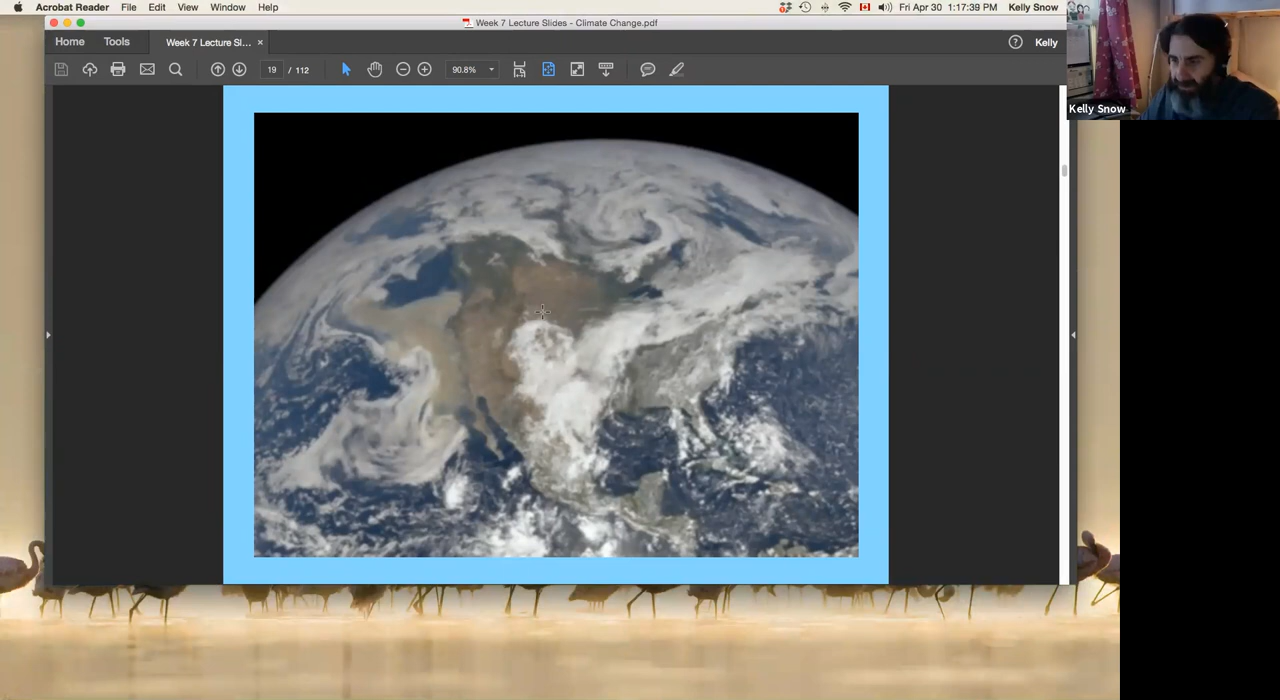 Acrobat Reader File Edit View Window Help Fri Apr 30 1:17:39 PM Kelly Snow
Week 7 Lecture Slides - Climate Change.pdf
Home Tools Week 7 Lecture Sl... × ? Kelly
19 / 112 90.8%
Kelly Snow